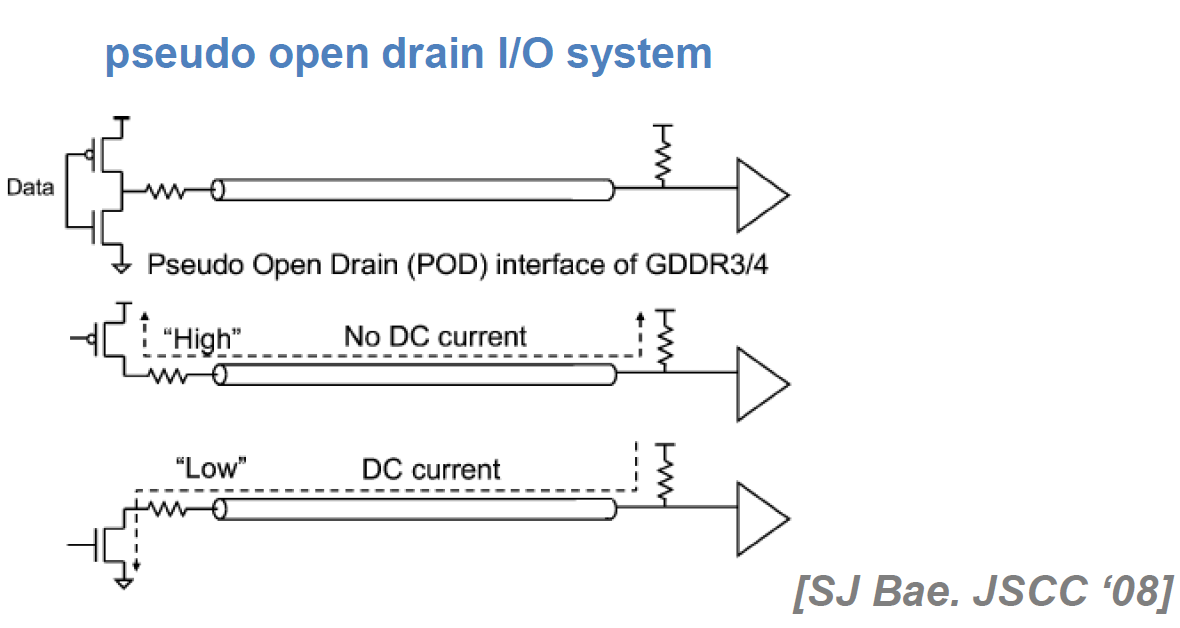 pseudo open drain I/O system
Data
Pseudo Open Drain (POD) interface of GDDR3/4
“High” No DC current
“Low” DC current
[SJ Bae. JSCC ‘08]